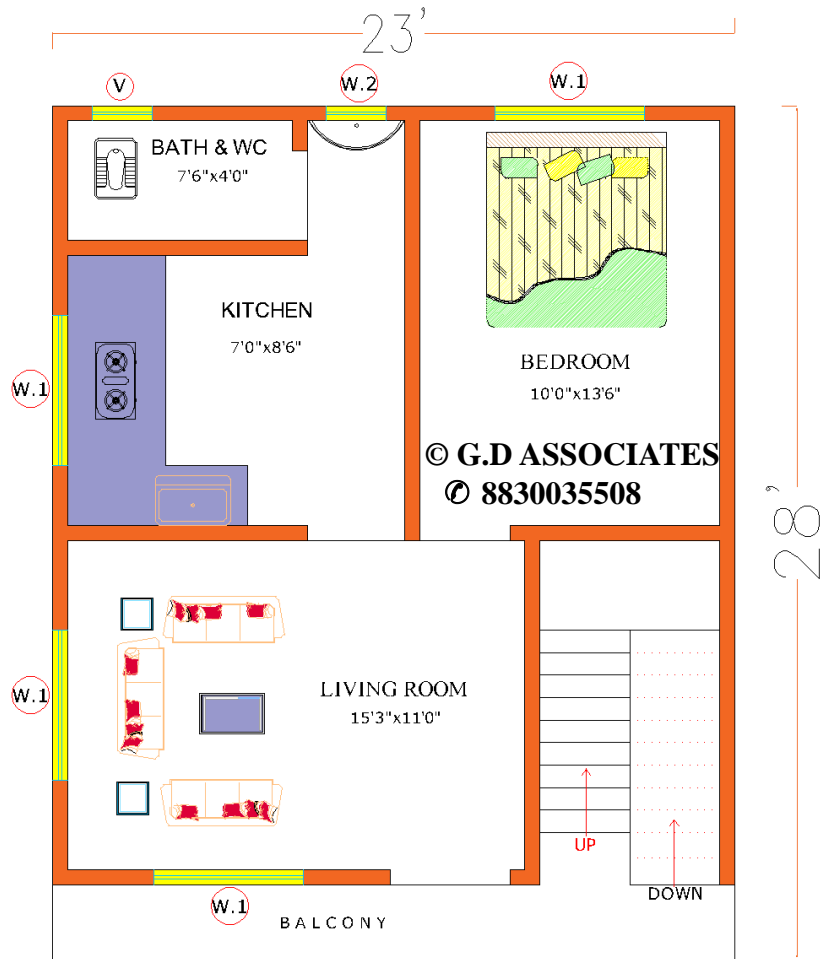 23'
V
W.2
W.1
BATH & WC
7'6"x4'0"
KITCHEN
7'0"x8'6"
W.1
BEDROOM
10'0"x13'6"
© G.D ASSOCIATES
✆ 8830035508
28'
LIVING ROOM
15'3"x11'0"
W.1
UP
DOWN
W.1
BALCONY